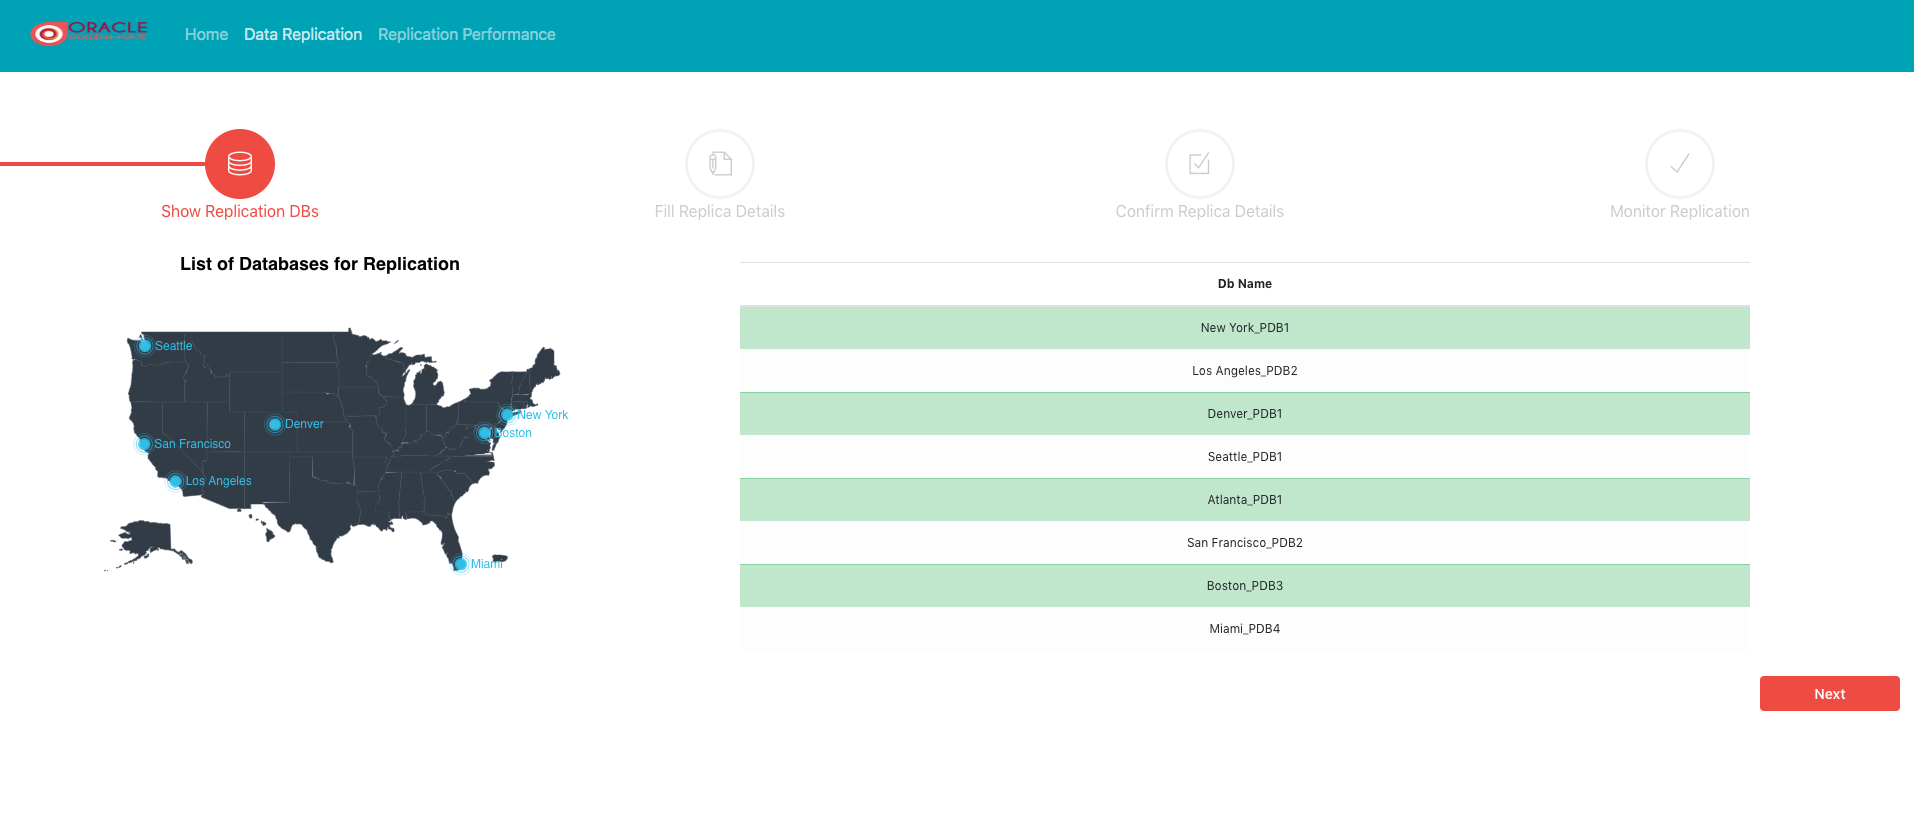 ORACLE
Home Data Replication Replication Performance
Show Replication DBs
Fill Replica Details
Confirm Replica Details
Monitor Replication
List of Databases for Replication
Seattle
Denver
New York
Boston
San Francisco
Los Angeles
Miami
Db Name
New York_PDB1
Los Angeles_PDB2
Denver_PDB1
Seattle_PDB1
Atlanta_PDB1
San Francisco_PDB2
Boston_PDB3
Miami_PDB4
Next